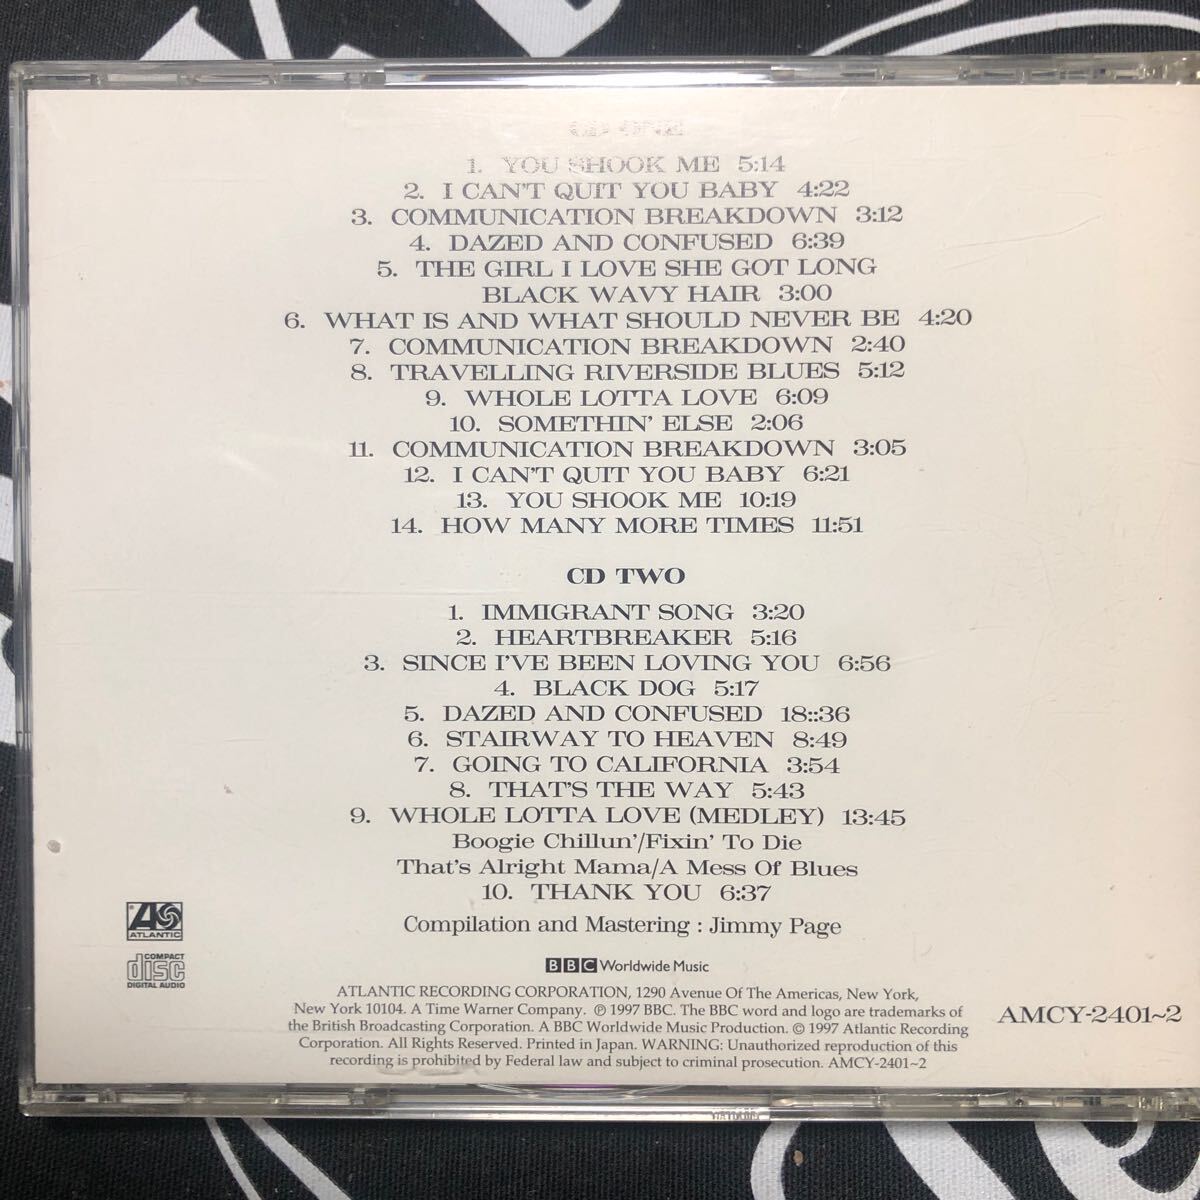 CD ONE
1. YOU SHOOK ME 5:14
2. I CAN'T QUIT YOU BABY 4:22
3. COMMUNICATION BREAKDOWN 3:12
4. DAZED AND CONFUSED 6:39
5. THE GIRL I LOVE SHE GOT LONG
BLACK WAVY HAIR 3:00
6. WHAT IS AND WHAT SHOULD NEVER BE 4:20
7. COMMUNICATION BREAKDOWN 2:40
8. TRAVELLING RIVERSIDE BLUES 5:12
9. WHOLE LOTTA LOVE 6:09
10. SOMETHIN' ELSE 2:06
11. COMMUNICATION BREAKDOWN 3:05
12. I CAN'T QUIT YOU BABY 6:21
13. YOU SHOOK ME 10:19
14. HOW MANY MORE TIMES 11:51
CD TWO
1. IMMIGRANT SONG 3:20
2. HEARTBREAKER 5:16
3. SINCE I'VE BEEN LOVING YOU 6:56
4. BLACK DOG 5:17
5. DAZED AND CONFUSED 18::36
6. STAIRWAY TO HEAVEN 8:49
7. GOING TO CALIFORNIA 3:54
8. THAT'S THE WAY 5:43
9. WHOLE LOTTA LOVE (MEDLEY) 13:45
Boogie Chillun'/Fixin' To Die
That's Alright Mama/A Mess Of Blues
10. THANK YOU 6:37
Compilation and Mastering : Jimmy Page
ATLANTIC
COMPACT
disc
DIGITAL AUDIO
BBC Worldwide Music
ATLANTIC RECORDING CORPORATION, 1290 Avenue Of The Americas, New York,
New York 10104. A Time Warner Company. ℗ 1997 BBC. The BBC word and logo are trademarks of
the British Broadcasting Corporation. A BBC Worldwide Music Production. © 1997 Atlantic Recording
Corporation. All Rights Reserved. Printed in Japan. WARNING: Unauthorized reproduction of this
recording is prohibited by Federal law and subject to criminal prosecution. AMCY-2401~2
AMCY-2401~2